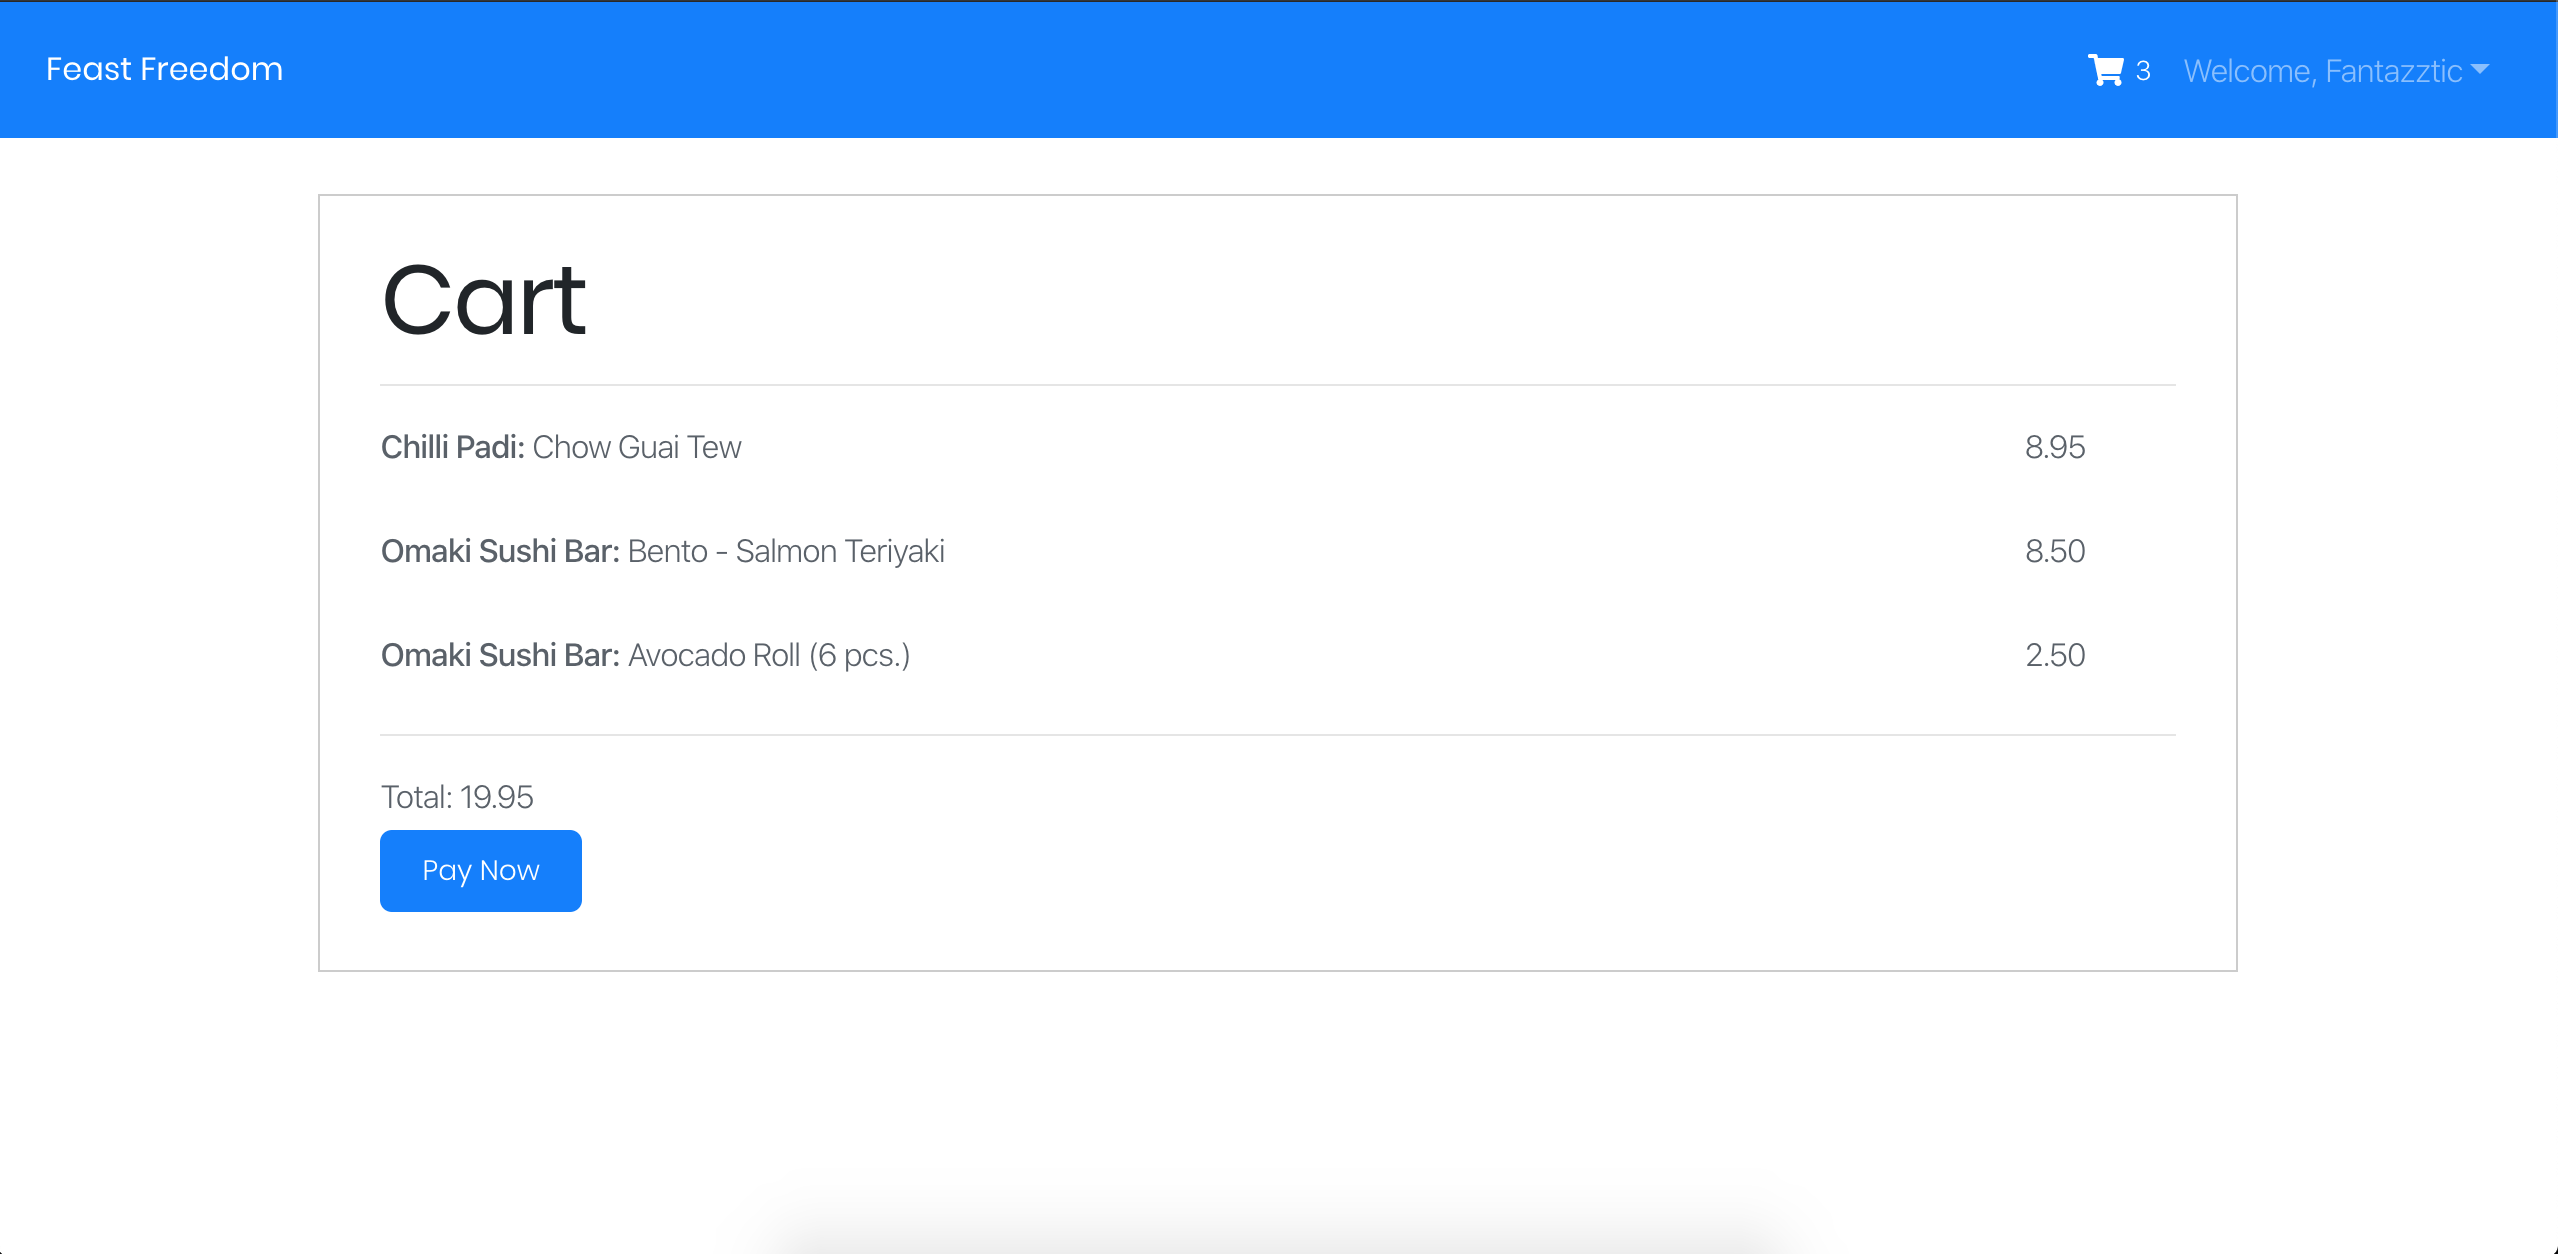 Feast Freedom
3 Welcome, Fantazztic
Cart
Chilli Padi: Chow Guai Tew 8.95
Omaki Sushi Bar: Bento - Salmon Teriyaki 8.50
Omaki Sushi Bar: Avocado Roll (6 pcs.) 2.50
Total: 19.95
Pay Now